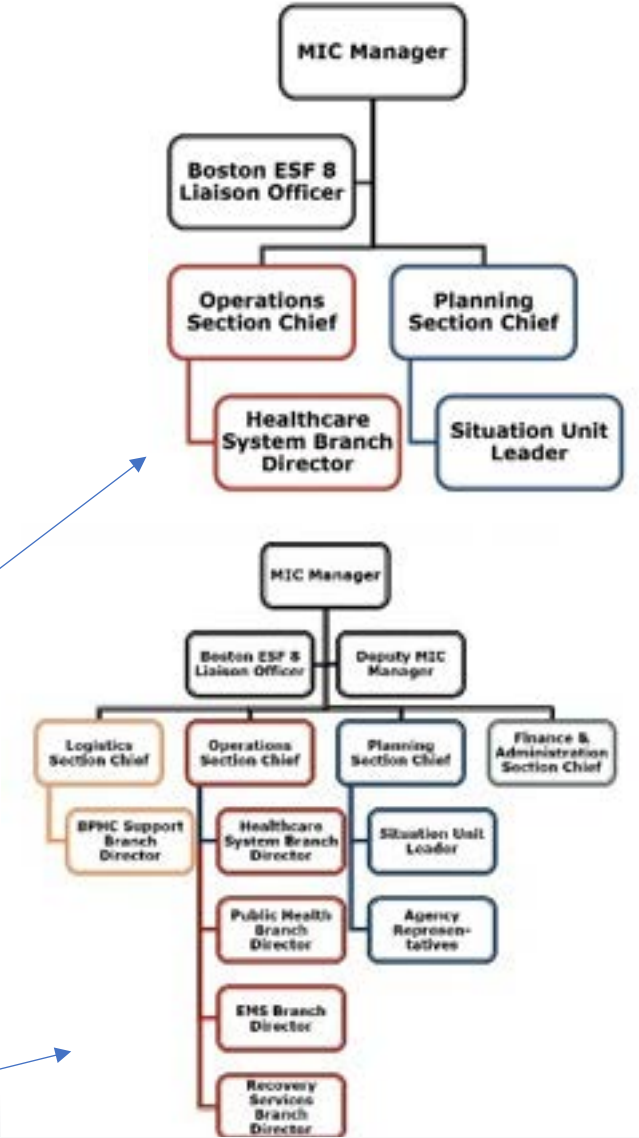 MIC Manager
Boston ESF 8
Liaison Officer
Operations
Section Chief
Planning
Section Chief
Healthcare
System Branch
Director
Situation Unit
Leader
MIC Manager
Boston ESF 8
Liaison Officer
Deputy MIC
Manager
Logistics
Section Chief
Operations
Section Chief
Planning
Section Chief
Finance &
Administration
Section Chief
BPHC Support
Branch
Director
Healthcare
System Branch
Director
Situation Unit
Leader
Public Health
Branch
Director
Agency
Represen-
tatives
EMS Branch
Director
Recovery
Services
Branch
Director